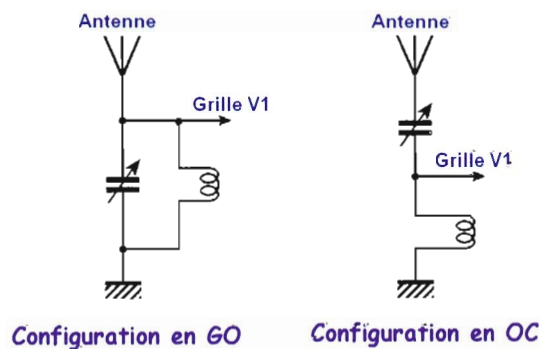 Antenne
Antenne
Grille V1
Grille V1
Configuration en GO
Configuration en OC